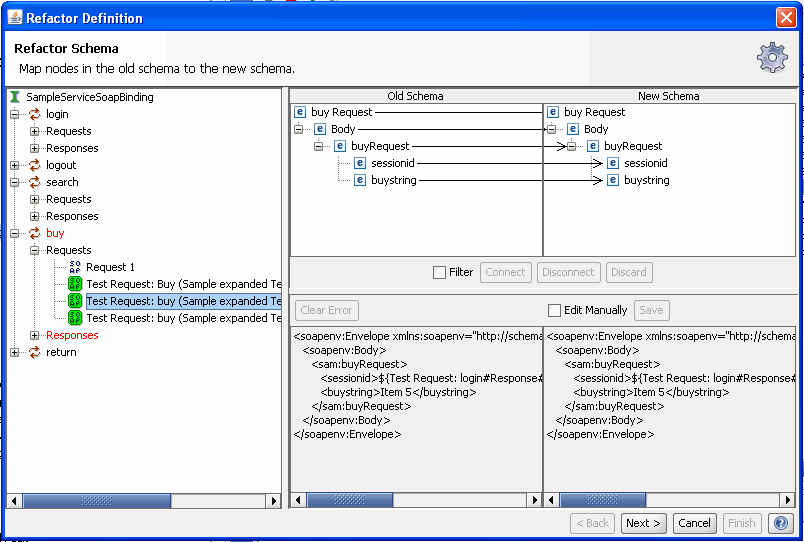 Refactor Definition
Refactor Schema
Map nodes in the old schema to the new schema.
SampleServiceSoapBinding
login
Requests
Responses
logout
search
Requests
Responses
buy
Requests
Request 1
Test Request: Buy (Sample expanded Te
Test Request: buy (Sample expanded Te
Test Request: buy (Sample expanded Te
Responses
return
Old Schema
buy Request
Body
buyRequest
sessionid
buystring
New Schema
buy Request
Body
buyRequest
sessionid
buystring
Filter
Connect
Disconnect
Discard
Clear Error
Edit Manually
Save
<soapenv:Envelope xmlns:soapenv="http://schema
<soapenv:Body>
<sam:buyRequest>
<sessionid>${Test Request: login#Response#
<buystring>Item 5</buystring>
</sam:buyRequest>
</soapenv:Body>
</soapenv:Envelope>
<soapenv:Envelope xmlns:soapenv="http://schema
<soapenv:Body>
<sam:buyRequest>
<sessionid>${Test Request: login#Response#
<buystring>Item 5</buystring>
</sam:buyRequest>
</soapenv:Body>
</soapenv:Envelope>
< Back
Next >
Cancel
Finish